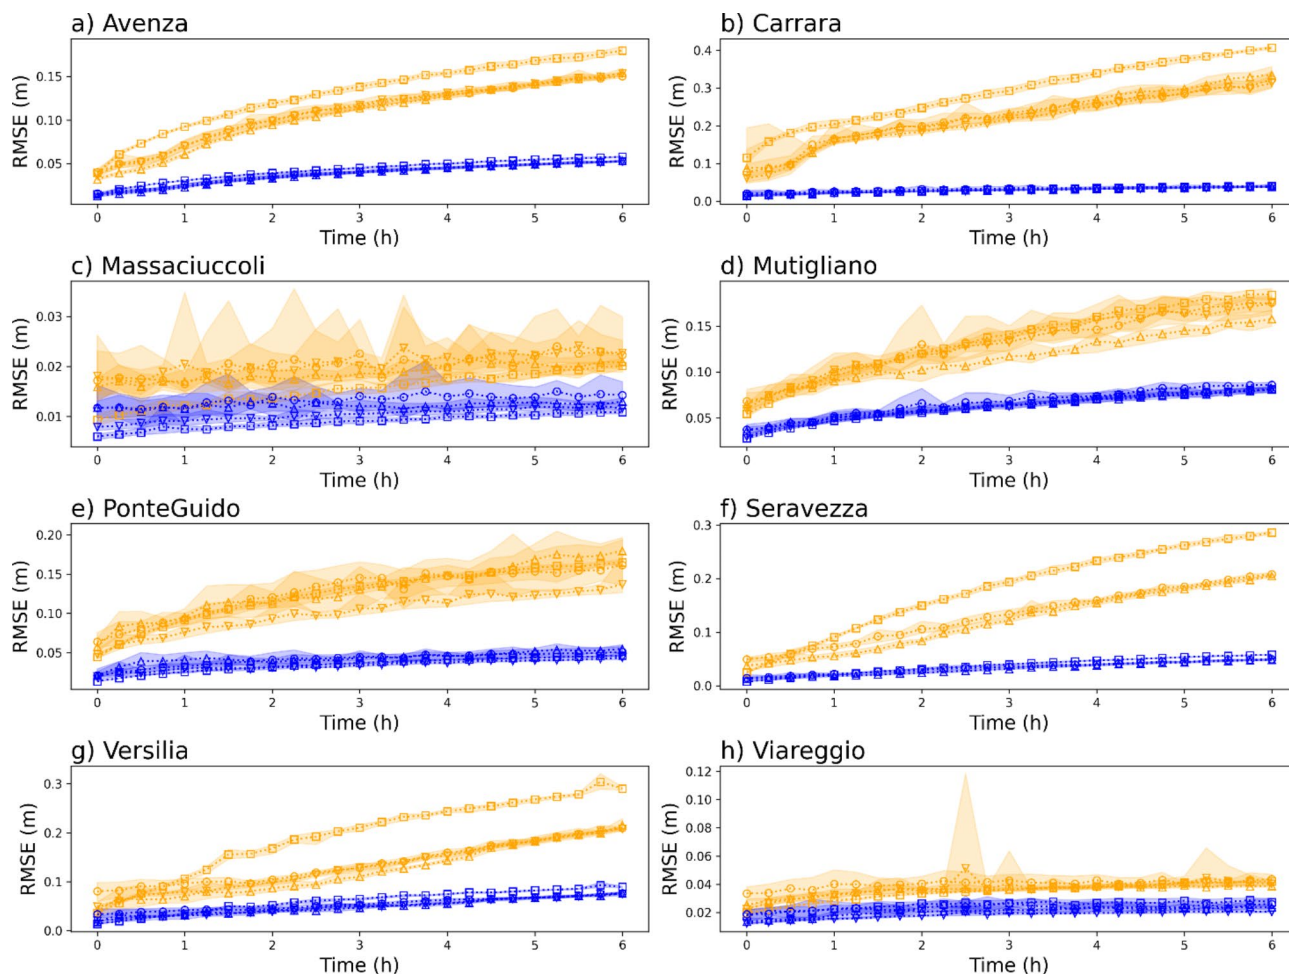 a) Avenza
RMSE (m)
0.15
0.10
0.05
0 1 2 3 4 5 6
Time (h)
b) Carrara
RMSE (m)
0.4
0.3
0.2
0.1
0.0
0 1 2 3 4 5 6
Time (h)
c) Massaciuccoli
RMSE (m)
0.03
0.02
0.01
0 1 2 3 4 5 6
Time (h)
d) Mutigliano
RMSE (m)
0.15
0.10
0.05
0 1 2 3 4 5 6
Time (h)
e) PonteGuido
RMSE (m)
0.20
0.15
0.10
0.05
0 1 2 3 4 5 6
Time (h)
f) Seravezza
RMSE (m)
0.3
0.2
0.1
0.0
0 1 2 3 4 5 6
Time (h)
g) Versilia
RMSE (m)
0.3
0.2
0.1
0.0
0 1 2 3 4 5 6
Time (h)
h) Viareggio
RMSE (m)
0.12
0.10
0.08
0.06
0.04
0.02
0 1 2 3 4 5 6
Time (h)